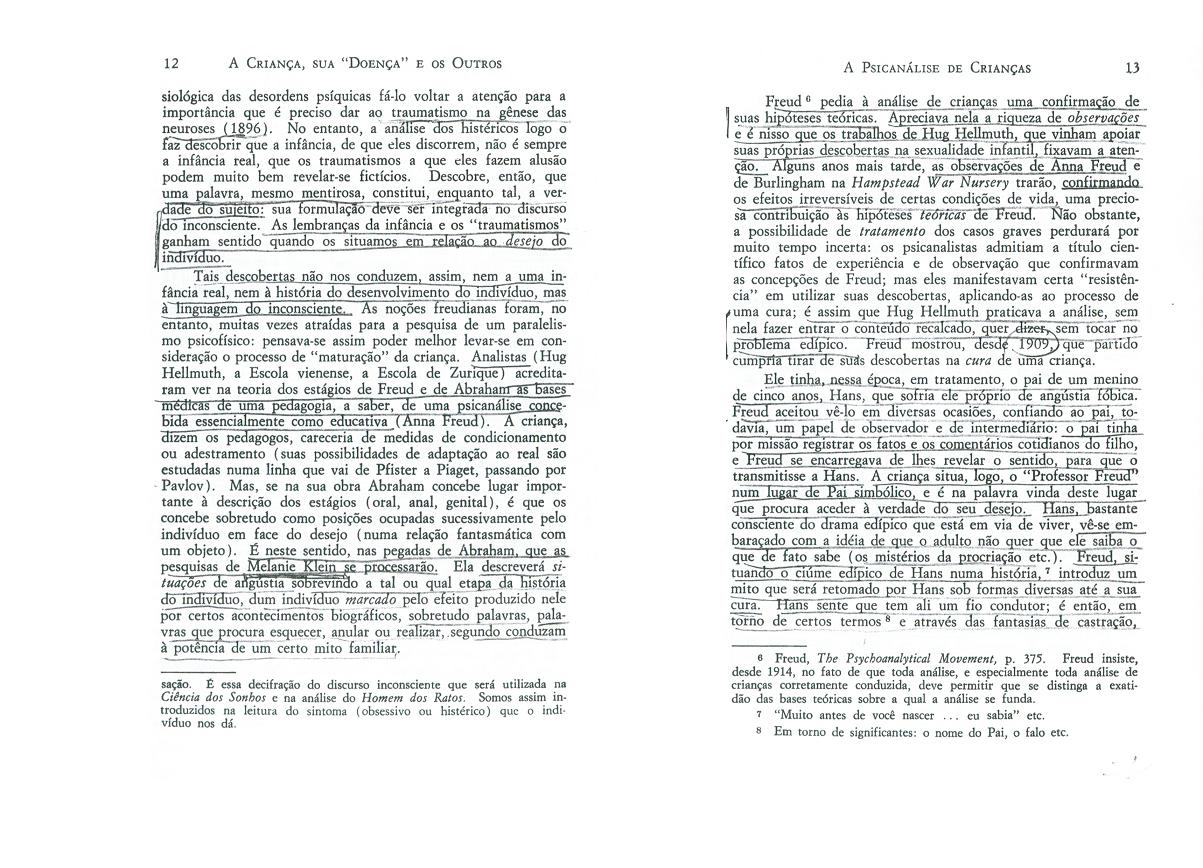 12 A CRIANÇA, SUA "DOENÇA" E OS OUTROS
siológica das desordens psíquicas fá-lo voltar a atenção para a
importância que é preciso dar ao traumatismo na gênese das
neuroses (1896). No entanto, a análise dos histéricos logo o
faz descobrir que a infância, de que eles discorrem, não é sempre
a infância real, que os traumatismos a que eles fazem alusão
podem muito bem revelar-se fictícios. Descobre, então, que
uma palavra, mesmo mentirosa, constitui, enquanto tal, a ver-
dade do sujeito: sua formulação deve ser integrada no discurso
do inconsciente. As lembranças da infância e os "traumatismos"
ganham sentido quando os situamos em relação ao desejo do
indivíduo.
Tais descobertas não nos conduzem, assim, nem a uma in-
fância real, nem à história do desenvolvimento do indivíduo, mas
à linguagem do inconsciente. As noções freudianas foram, no
entanto, muitas vezes atraídas para a pesquisa de um paralelis-
mo psicofísico: pensava-se assim poder melhor levar-se em con-
sideração o processo de "maturação" da criança. Analistas (Hug
Hellmuth, a Escola vienense, a Escola de Zurique) acredita-
ram ver na teoria dos estágios de Freud e de Abraham as bases
médicas de uma pedagogia, a saber, de uma psicanálise conce-
bida essencialmente como educativa (Anna Freud). A criança,
dizem os pedagogos, careceria de medidas de condicionamento
ou adestramento (suas possibilidades de adaptação ao real são
estudadas numa linha que vai de Pfister a Piaget, passando por
Pavlov). Mas, se na sua obra Abraham concebe lugar impor-
tante à descrição dos estágios (oral, anal, genital), é que os
concebe sobretudo como posições ocupadas sucessivamente pelo
indivíduo em face do desejo (numa relação fantasmática com
um objeto). É neste sentido, nas pegadas de Abraham, que as
pesquisas de Melanie Klein se processarão. Ela descreverá si-
tuações de angústia sobrevindo a tal ou qual etapa da história
do indivíduo, dum indivíduo marcado pelo efeito produzido nele
por certos acontecimentos biográficos, sobretudo palavras, pala-
vras que procura esquecer, anular ou realizar, segundo conduzam
à potência de um certo mito familiar.
sação. É essa decifração do discurso inconsciente que será utilizada na
Ciência dos Sonhos e na análise do Homem dos Ratos. Somos assim in-
troduzidos na leitura do sintoma (obsessivo ou histérico) que o indi-
víduo nos dá.
A PSICANÁLISE DE CRIANÇAS 13
Freud 6 pedia à análise de crianças uma confirmação de
suas hipóteses teóricas. Apreciava nela a riqueza de observações
e é nisso que os trabalhos de Hug Hellmuth, que vinham apoiar
suas próprias descobertas na sexualidade infantil, fixavam a aten-
ção. Alguns anos mais tarde, as observações de Anna Freud e
de Burlingham na Hampstead War Nursery trarão, confirmando
os efeitos irreversíveis de certas condições de vida, uma precio-
sa contribuição às hipóteses teóricas de Freud. Não obstante,
a possibilidade de tratamento dos casos graves perdurará por
muito tempo incerta: os psicanalistas admitiam a título cien-
tífico fatos de experiência e de observação que confirmavam
as concepções de Freud; mas eles manifestavam certa "resistên-
cia" em utilizar suas descobertas, aplicando-as ao processo de
uma cura; é assim que Hug Hellmuth praticava a análise, sem
nela fazer entrar o conteúdo recalcado, quer dizer, sem tocar no
problema edípico. Freud mostrou, desde 1909, que partido
cumpria tirar de suas descobertas na cura de uma criança.
Ele tinha, nessa época, em tratamento, o pai de um menino
de cinco anos, Hans, que sofria ele próprio de angústia fóbica.
Freud aceitou vê-lo em diversas ocasiões, confiando ao pai, to-
davia, um papel de observador e de intermediário: o pai tinha
por missão registrar os fatos e os comentários cotidianos do filho,
e Freud se encarregava de lhes revelar o sentido, para que o
transmitisse a Hans. A criança situa, logo, o "Professor Freud"
num lugar de Pai simbólico, e é na palavra vinda deste lugar
que procura aceder à verdade do seu desejo. Hans, bastante
consciente do drama edípico que está em via de viver, vê-se em-
baraçado com a idéia de que o adulto não quer que ele saiba o
que de fato sabe (os mistérios da procriação etc.). Freud, si-
tuando o ciúme edípico de Hans numa história, 7 introduz um
mito que será retomado por Hans sob formas diversas até a sua
cura. Hans sente que tem ali um fio condutor; é então, em
torno de certos termos 8 e através das fantasias de castração,
6 Freud, The Psychoanalytical Movement, p. 375. Freud insiste,
desde 1914, no fato de que toda análise, e especialmente toda análise de
crianças corretamente conduzida, deve permitir que se distinga a exati-
dão das bases teóricas sobre a qual a análise se funda.
7 "Muito antes de você nascer ... eu sabia" etc.
8 Em torno de significantes: o nome do Pai, o falo etc.